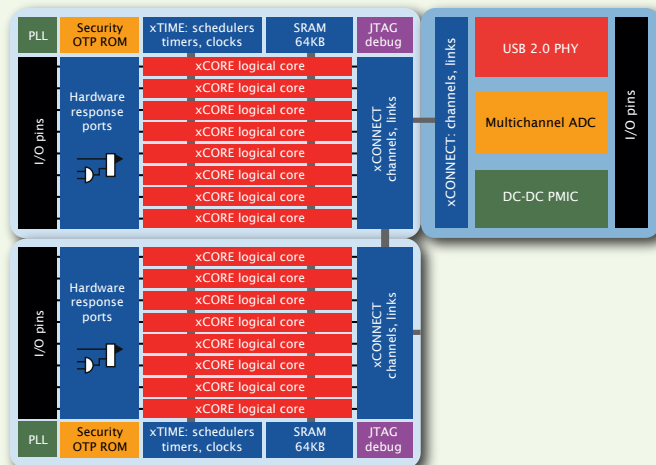 PLL
Security
OTP ROM
xTIME: schedulers
timers, clocks
SRAM
64KB
JTAG
debug
I/O pins
Hardware
response
ports
xCORE logical core
xCORE logical core
xCORE logical core
xCORE logical core
xCORE logical core
xCORE logical core
xCORE logical core
xCORE logical core
xCONNECT
channels, links
xCONNECT: channels, links
USB 2.0 PHY
Multichannel ADC
DC-DC PMIC
I/O pins
I/O pins
Hardware
response
ports
xCORE logical core
xCORE logical core
xCORE logical core
xCORE logical core
xCORE logical core
xCORE logical core
xCORE logical core
xCORE logical core
xCONNECT
channels, links
PLL
Security
OTP ROM
xTIME: schedulers
timers, clocks
SRAM
64KB
JTAG
debug